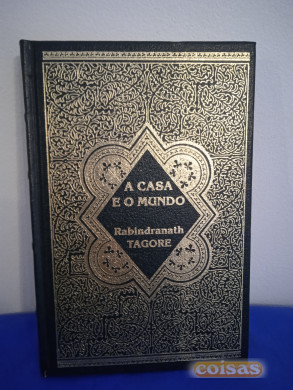 A CASA
E O MUNDO
Rabindranath
TAGORE
coisas